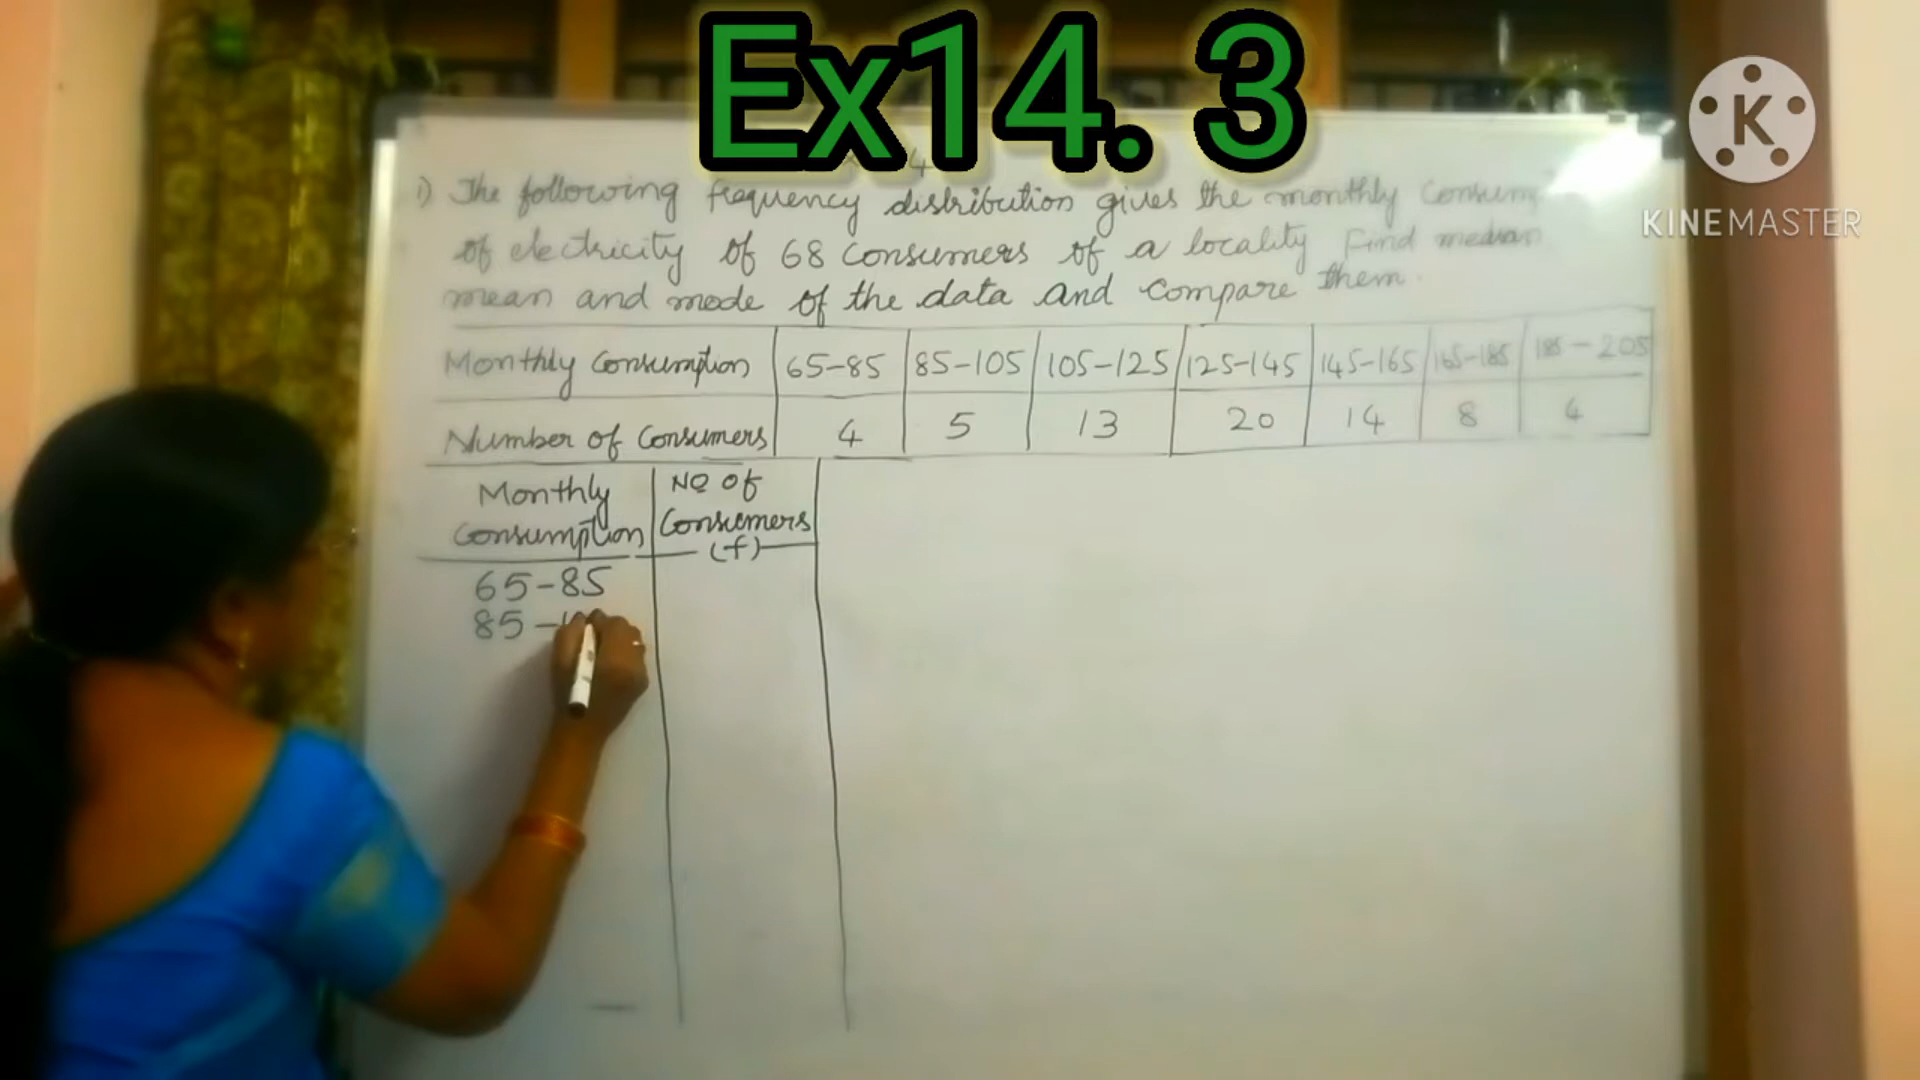 Ex14. 3
1) The following frequency distribution gives the monthly
of electricity of 68 consumers of a locality Find median
mean and mode of the data and compare them.
Monthly Consumption 65-85 85-105 105-125 125-145 145-165 165-185 185-205
Number of Consumers 4 5 13 20 14 8 4
Monthly Consumption No of Consumers (f)
65-85
85-
K
KINEMASTER